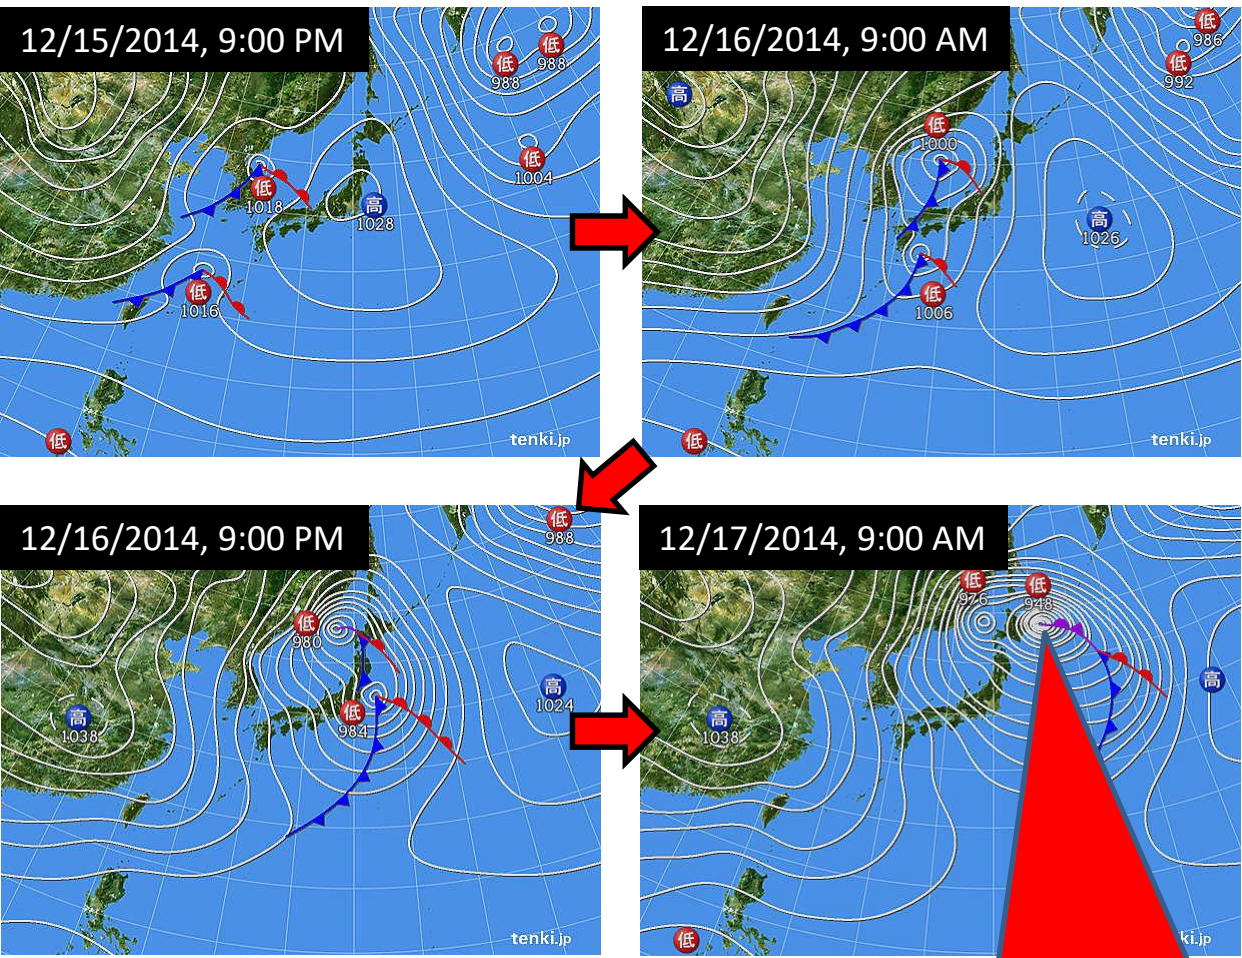 12/15/2014, 9:00 PM
低
988
低
988
低
1004
低
1018
高
1028
低
1016
低
tenki.jp
12/16/2014, 9:00 AM
高
低
986
低
992
低
1000
高
1026
低
1006
低
tenki.jp
12/16/2014, 9:00 PM
低
988
低
980
高
1024
低
984
高
1038
tenki.jp
12/17/2014, 9:00 AM
低
976
低
948
高
高
1038
低
ki.jp